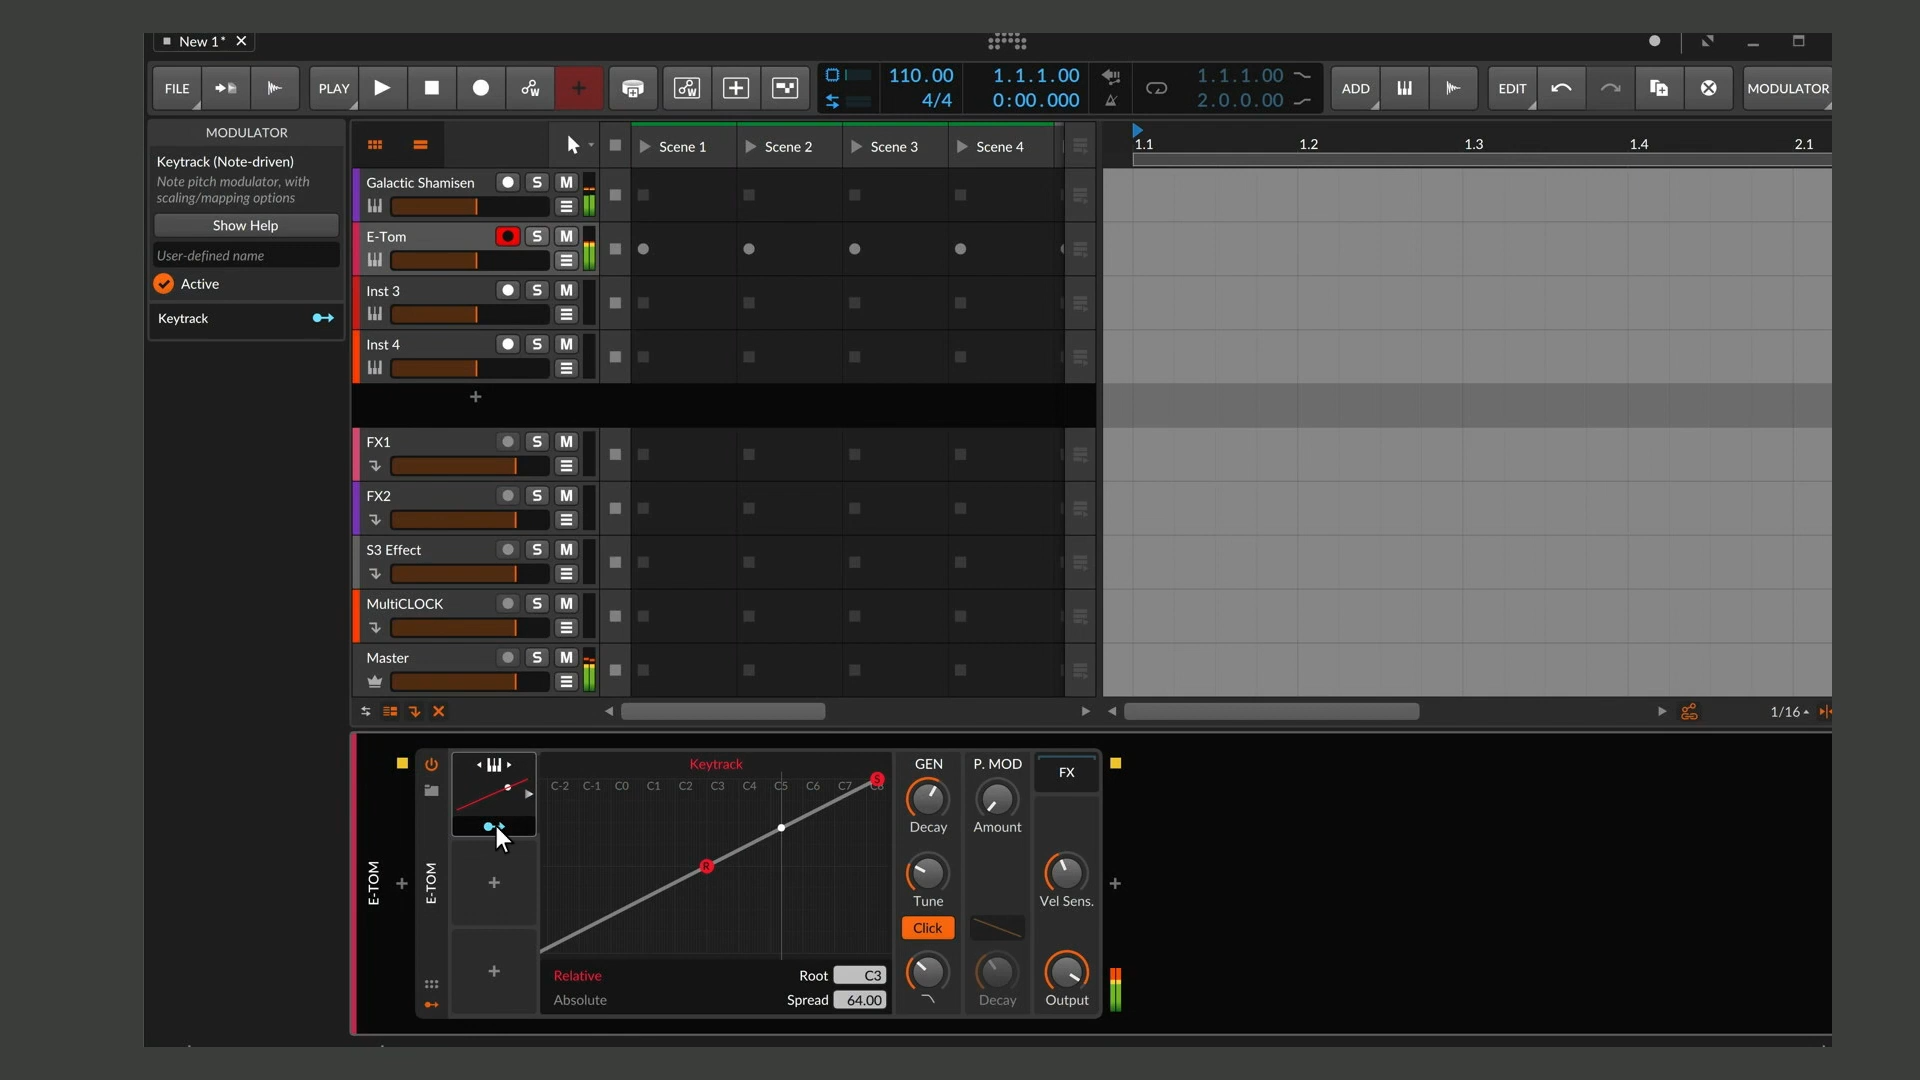 New 1*
FILE
PLAY
110.00
4/4
1.1.1.00
0:00.000
1.1.1.00
2.0.0.00
ADD
EDIT
MODULATOR
MODULATOR
Keytrack (Note-driven)
Note pitch modulator, with
scaling/mapping options
Show Help
User-defined name
Active
Keytrack
Scene 1
Scene 2
Scene 3
Scene 4
1.1
1.2
1.3
1.4
2.1
Galactic Shamisen
S
M
E-Tom
S
M
Inst 3
S
M
Inst 4
S
M
+
FX1
S
M
FX2
S
M
S3 Effect
S
M
MultiCLOCK
S
M
Master
S
M
1/16
E-TOM
E-TOM
Keytrack
C-2
C-1
C0
C1
C2
C3
C4
C5
C6
C7
C8
S
R
Relative
Absolute
Root
C3
Spread
64.00
GEN
Decay
Tune
Click
P. MOD
Amount
Decay
FX
Vel Sens.
Output